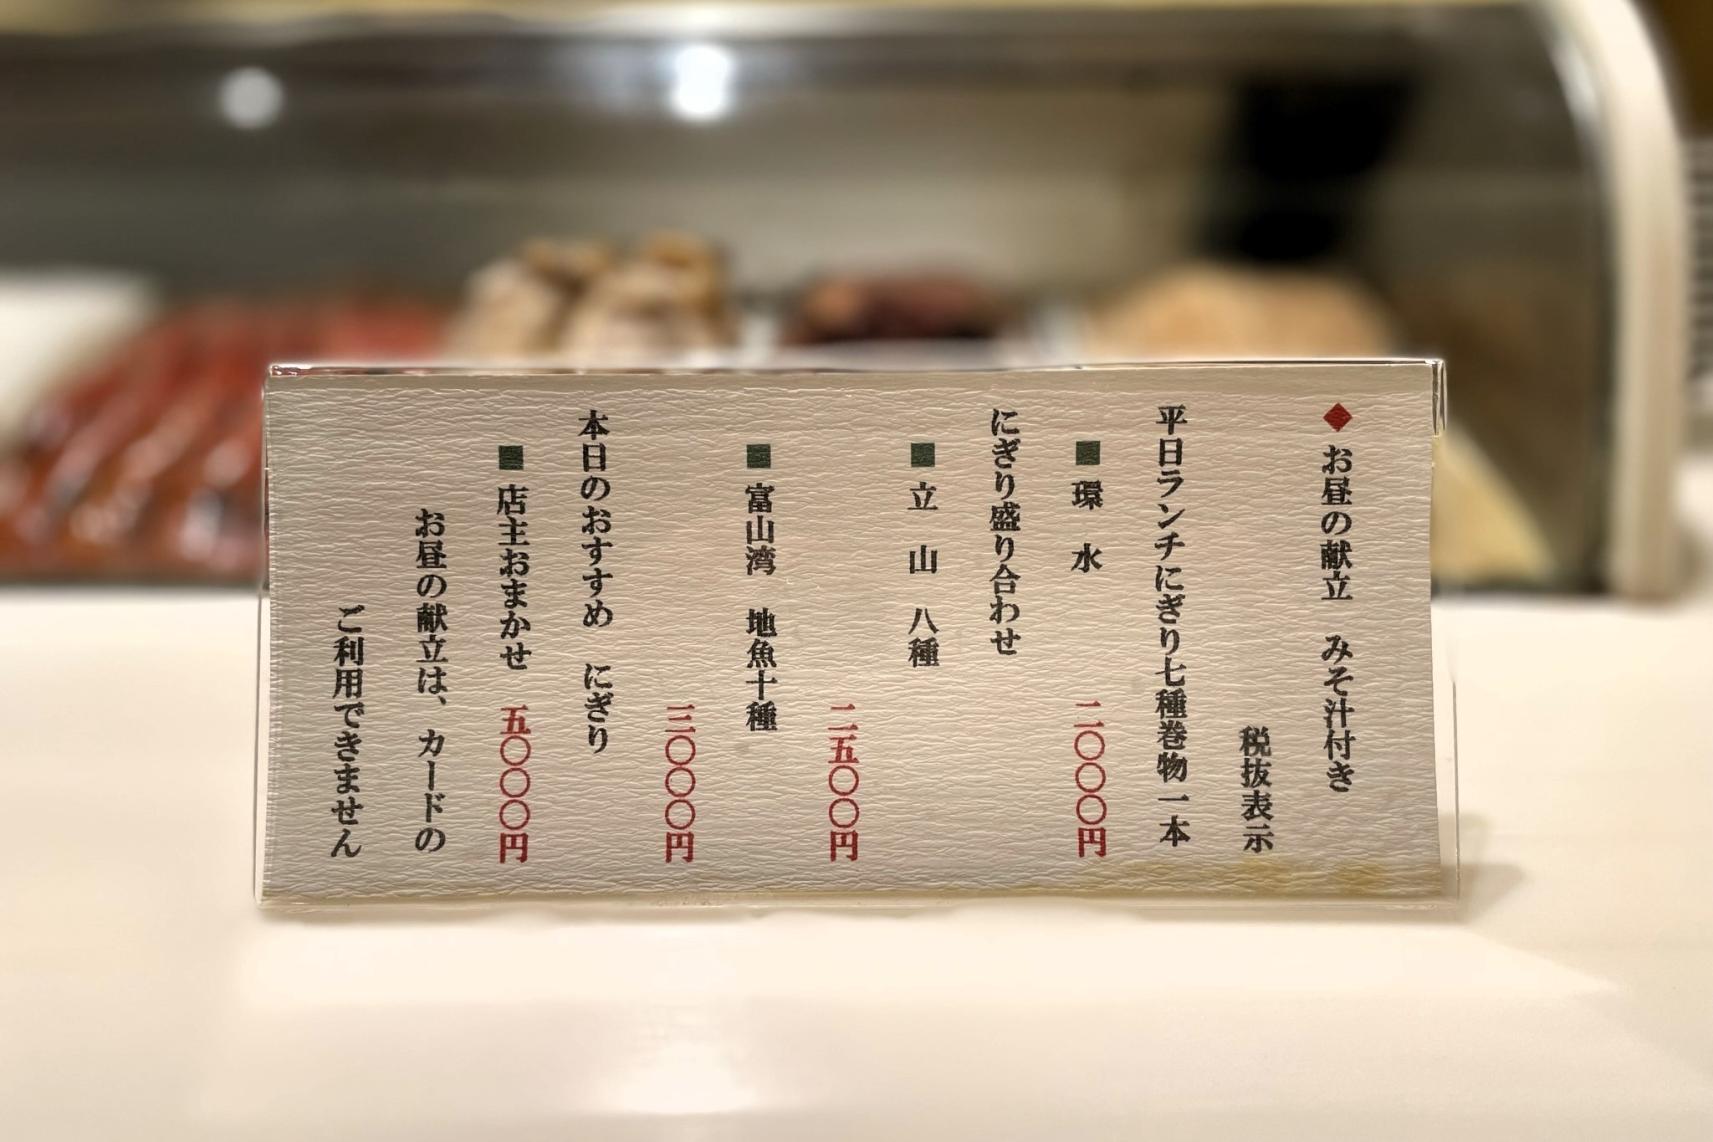 ◆お昼の献立　みそ汁付き
税抜表示
平日ランチにぎり七種巻物一本
■環　水　二〇〇〇円
にぎり盛り合わせ
■立　山　八種
二五〇〇円
■富山湾　地魚十種
三〇〇〇円
本日のおすすめ　にぎり
■店主おまかせ　五〇〇〇円
お昼の献立は、カードの
ご利用できません